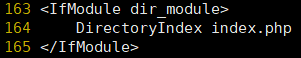 163 <IfModule dir_module>
164     DirectoryIndex index.php
165 </IfModule>